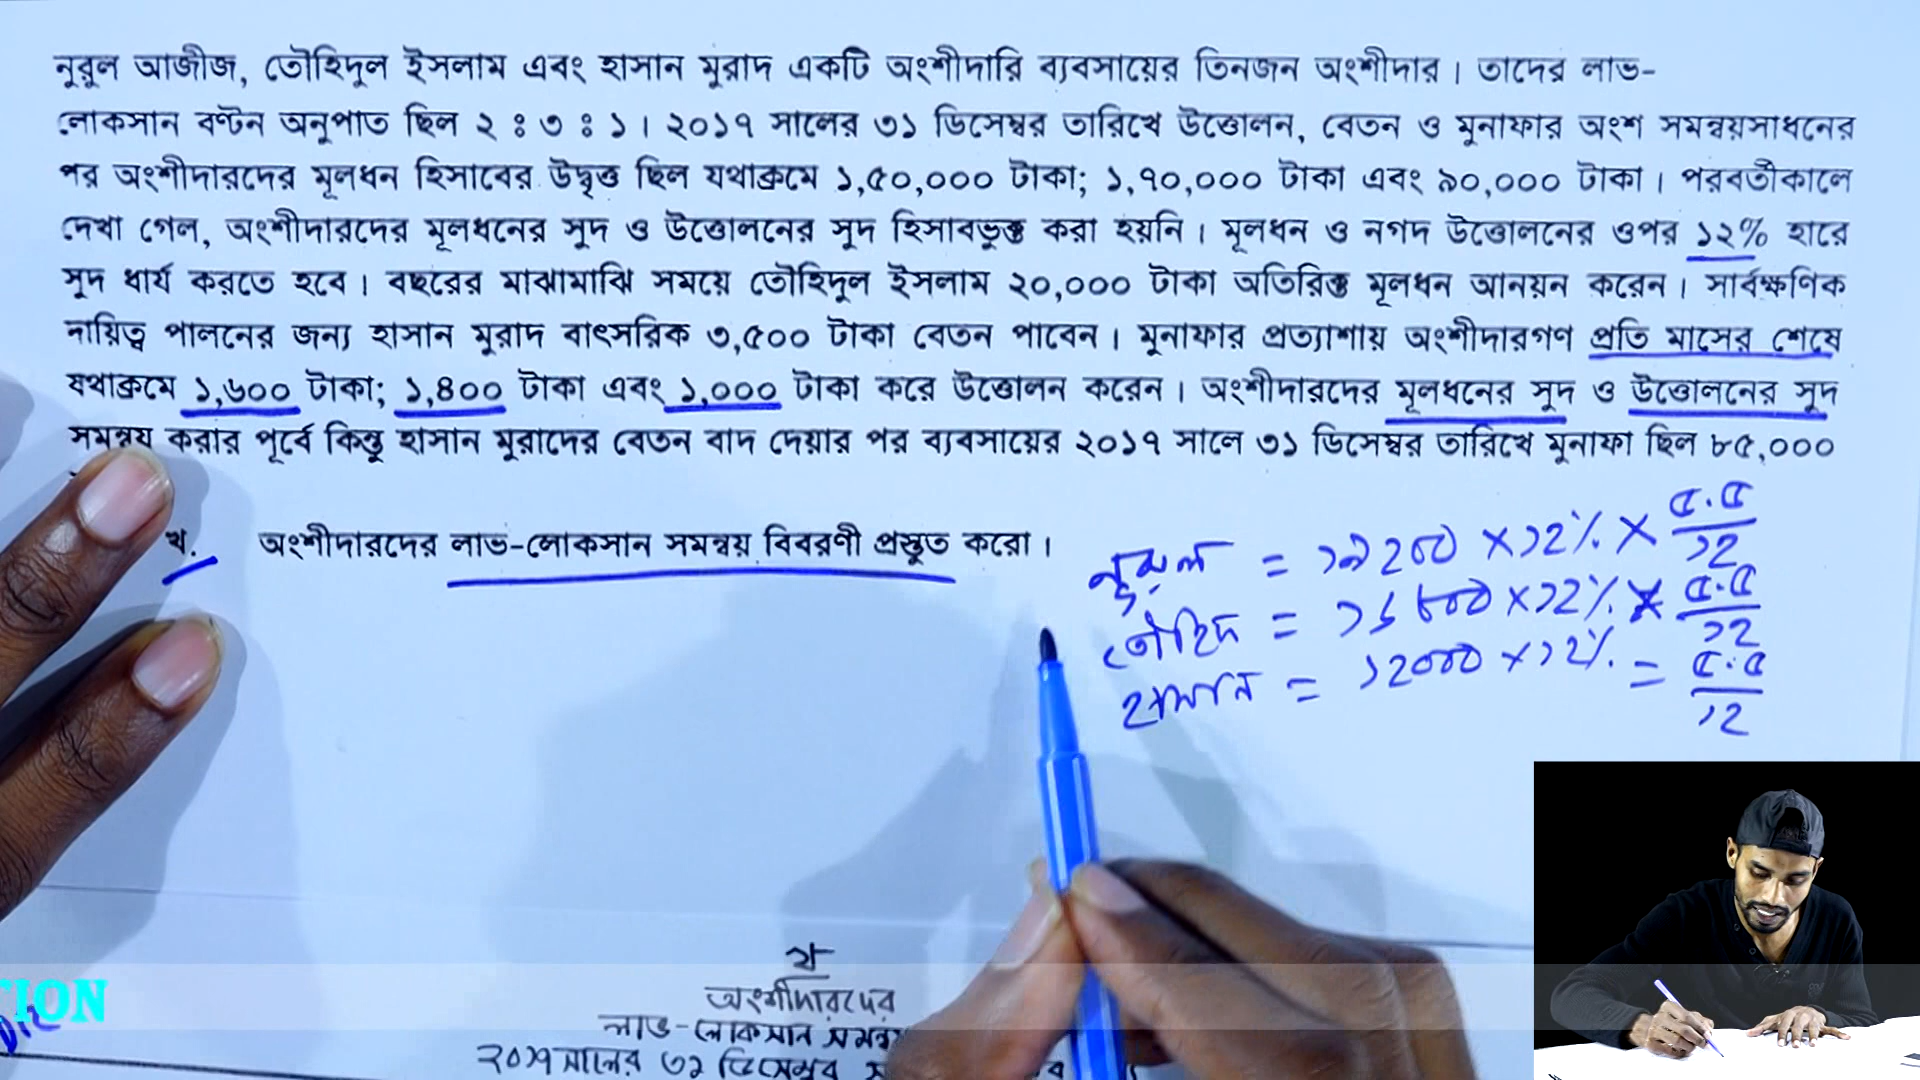 নুরুল আজীজ, তৌহিদুল ইসলাম এবং হাসান মুরাদ একটি অংশীদারি ব্যবসায়ের তিনজন অংশীদার। তাদের লাভ-
লোকসান বণ্টন অনুপাত ছিল ২ ঃ ৩ ঃ ১। ২০১৭ সালের ৩১ ডিসেম্বর তারিখে উত্তোলন, বেতন ও মুনাফার অংশ সমন্বয়সাধনের
পর অংশীদারদের মূলধন হিসাবের উদ্বৃত্ত ছিল যথাক্রমে ১,৫০,০০০ টাকা; ১,৭০,০০০ টাকা এবং ৯০,০০০ টাকা। পরবর্তীকালে
দেখা গেল, অংশীদারদের মূলধনের সুদ ও উত্তোলনের সুদ হিসাবভুক্ত করা হয়নি। মূলধন ও নগদ উত্তোলনের ওপর ১২% হারে
সুদ ধার্য করতে হবে। বছরের মাঝামাঝি সময়ে তৌহিদুল ইসলাম ২০,০০০ টাকা অতিরিক্ত মূলধন আনয়ন করেন। সার্বক্ষণিক
দায়িত্ব পালনের জন্য হাসান মুরাদ বাৎসরিক ৩,৫০০ টাকা বেতন পাবেন। মুনাফার প্রত্যাশায় অংশীদারগণ প্রতি মাসের শেষে
যথাক্রমে ১,৬০০ টাকা; ১,৪০০ টাকা এবং ১,০০০ টাকা করে উত্তোলন করেন। অংশীদারদের মূলধনের সুদ ও উত্তোলনের সুদ
সমন্বয় করার পূর্বে কিন্তু হাসান মুরাদের বেতন বাদ দেয়ার পর ব্যবসায়ের ২০১৭ সালে ৩১ ডিসেম্বর তারিখে মুনাফা ছিল ৮৫,০০০
খ. অংশীদারদের লাভ-লোকসান সমন্বয় বিবরণী প্রস্তুত করো।
নুরুল = ১৯২০০ × ১২% × ৫.৫/১২
তৌহিদ = ১৬৮০০ × ১২% × ৫.৫/১২
হাসান = ১২০০০ × ১২% = ৫.৫/১২
খ
অংশীদারদের
লাভ-লোকসান
২০১৭ সালের ৩১ ডিসেম্বর
TION